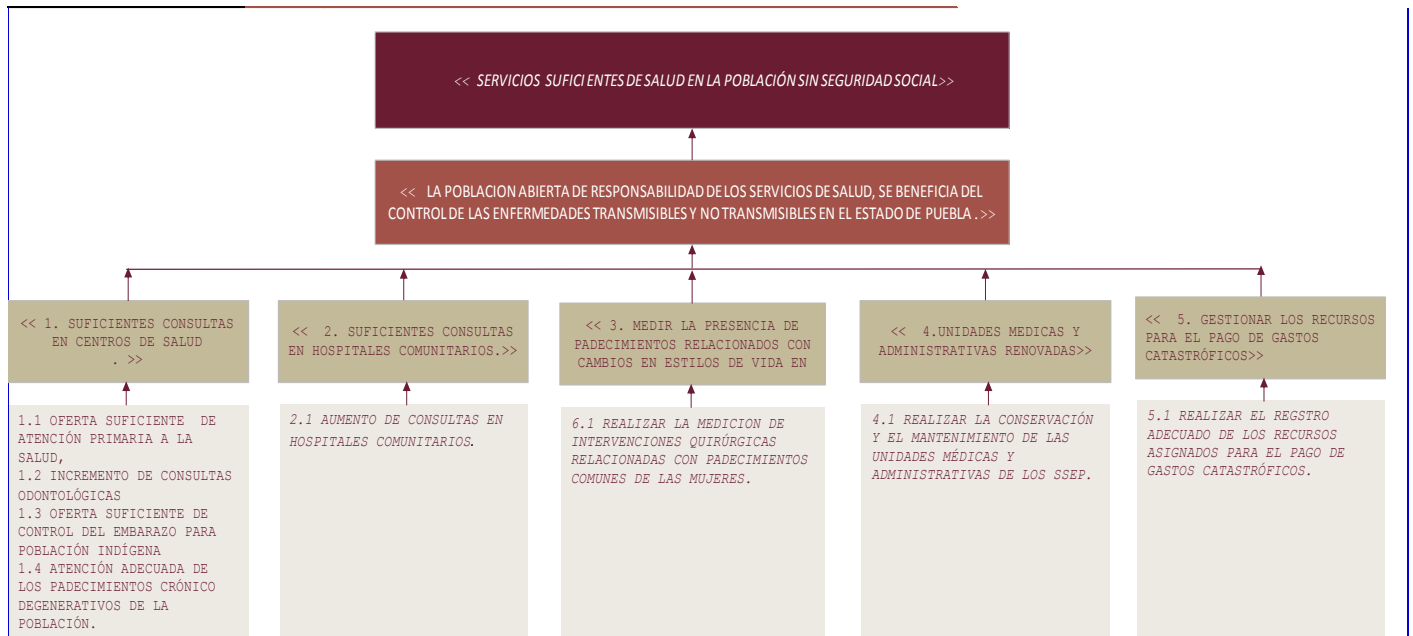 << SERVICIOS SUFICIENTES DE SALUD EN LA POBLACIÓN SIN SEGURIDAD SOCIAL>>
<< LA POBLACION ABIERTA DE RESPONSABILIDAD DE LOS SERVICIOS DE SALUD, SE BENEFICIA DEL
CONTROL DE LAS ENFERMEDADES TRANSMISIBLES Y NO TRANSMISIBLES EN EL ESTADO DE PUEBLA .>>
<< 1. SUFICIENTES CONSULTAS
EN CENTROS DE SALUD
. >>
<< 2. SUFICIENTES CONSULTAS
EN HOSPITALES COMUNITARIOS.>>
<< 3. MEDIR LA PRESENCIA DE
PADECIMIENTOS RELACIONADOS CON
CAMBIOS EN ESTILOS DE VIDA EN
<< 4.UNIDADES MEDICAS Y
ADMINISTRATIVAS RENOVADAS>>
<< 5. GESTIONAR LOS RECURSOS
PARA EL PAGO DE GASTOS
CATASTRÓFICOS>>
1.1 OFERTA SUFICIENTE DE
ATENCIÓN PRIMARIA A LA
SALUD,
1.2 INCREMENTO DE CONSULTAS
ODONTOLÓGICAS
1.3 OFERTA SUFICIENTE DE
CONTROL DEL EMBARAZO PARA
POBLACIÓN INDÍGENA
1.4 ATENCIÓN ADECUADA DE
LOS PADECIMIENTOS CRÓNICO
DEGENERATIVOS DE LA
POBLACIÓN.
2.1 AUMENTO DE CONSULTAS EN
HOSPITALES COMUNITARIOS.
6.1 REALIZAR LA MEDICION DE
INTERVENCIONES QUIRÚRGICAS
RELACIONADAS CON PADECIMIENTOS
COMUNES DE LAS MUJERES.
4.1 REALIZAR LA CONSERVACIÓN
Y EL MANTENIMIENTO DE LAS
UNIDADES MÉDICAS Y
ADMINISTRATIVAS DE LOS SSEP.
5.1 REALIZAR EL REGSTRO
ADECUADO DE LOS RECURSOS
ASIGNADOS PARA EL PAGO DE
GASTOS CATASTRÓFICOS.